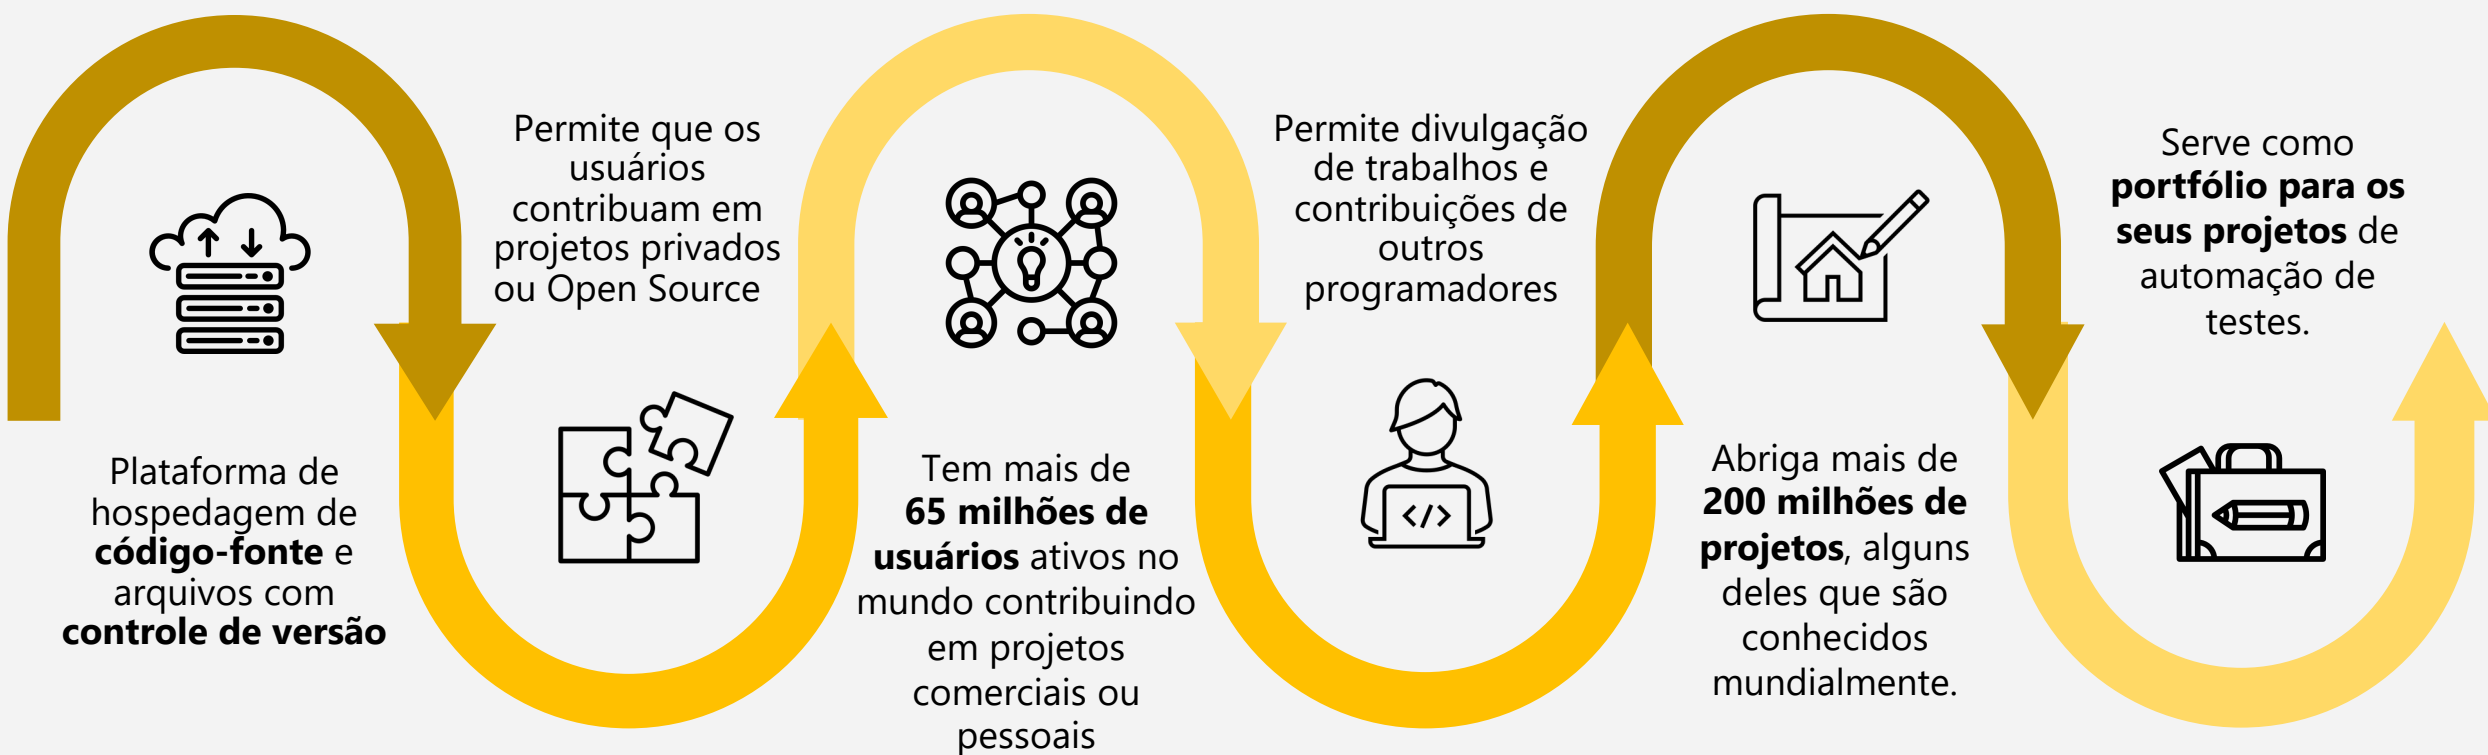 Plataforma de
hospedagem de
código-fonte e
arquivos com
controle de versão
Permite que os
usuários
contribuam em
projetos privados
ou Open Source
Tem mais de
65 milhões de
usuários ativos no
mundo contribuindo
em projetos
comerciais ou
pessoais
Permite divulgação
de trabalhos e
contribuições de
outros
programadores
</>
Abriga mais de
200 milhões de
projetos, alguns
deles que são
conhecidos
mundialmente.
Serve como
portfólio para os
seus projetos de
automação de
testes.